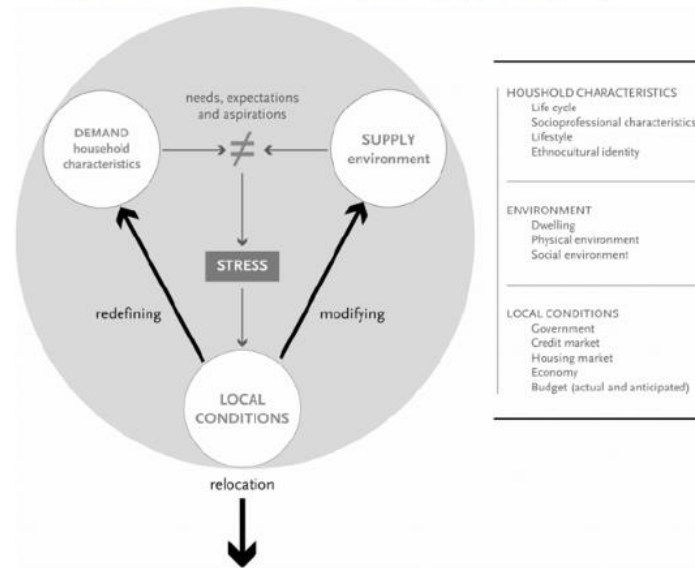 needs, expectations
and aspirations
DEMAND
household
characteristics
≠
SUPPLY
environment
STRESS
redefining
modifying
LOCAL
CONDITIONS
relocation
HOUSHOLD CHARACTERISTICS
Life cycle
Socioprofessional characteristics
Lifestyle
Ethnocultural identity
ENVIRONMENT
Dwelling
Physical environment
Social environment
LOCAL CONDITIONS
Government
Credit market
Housing market
Economy
Budget (actual and anticipated)